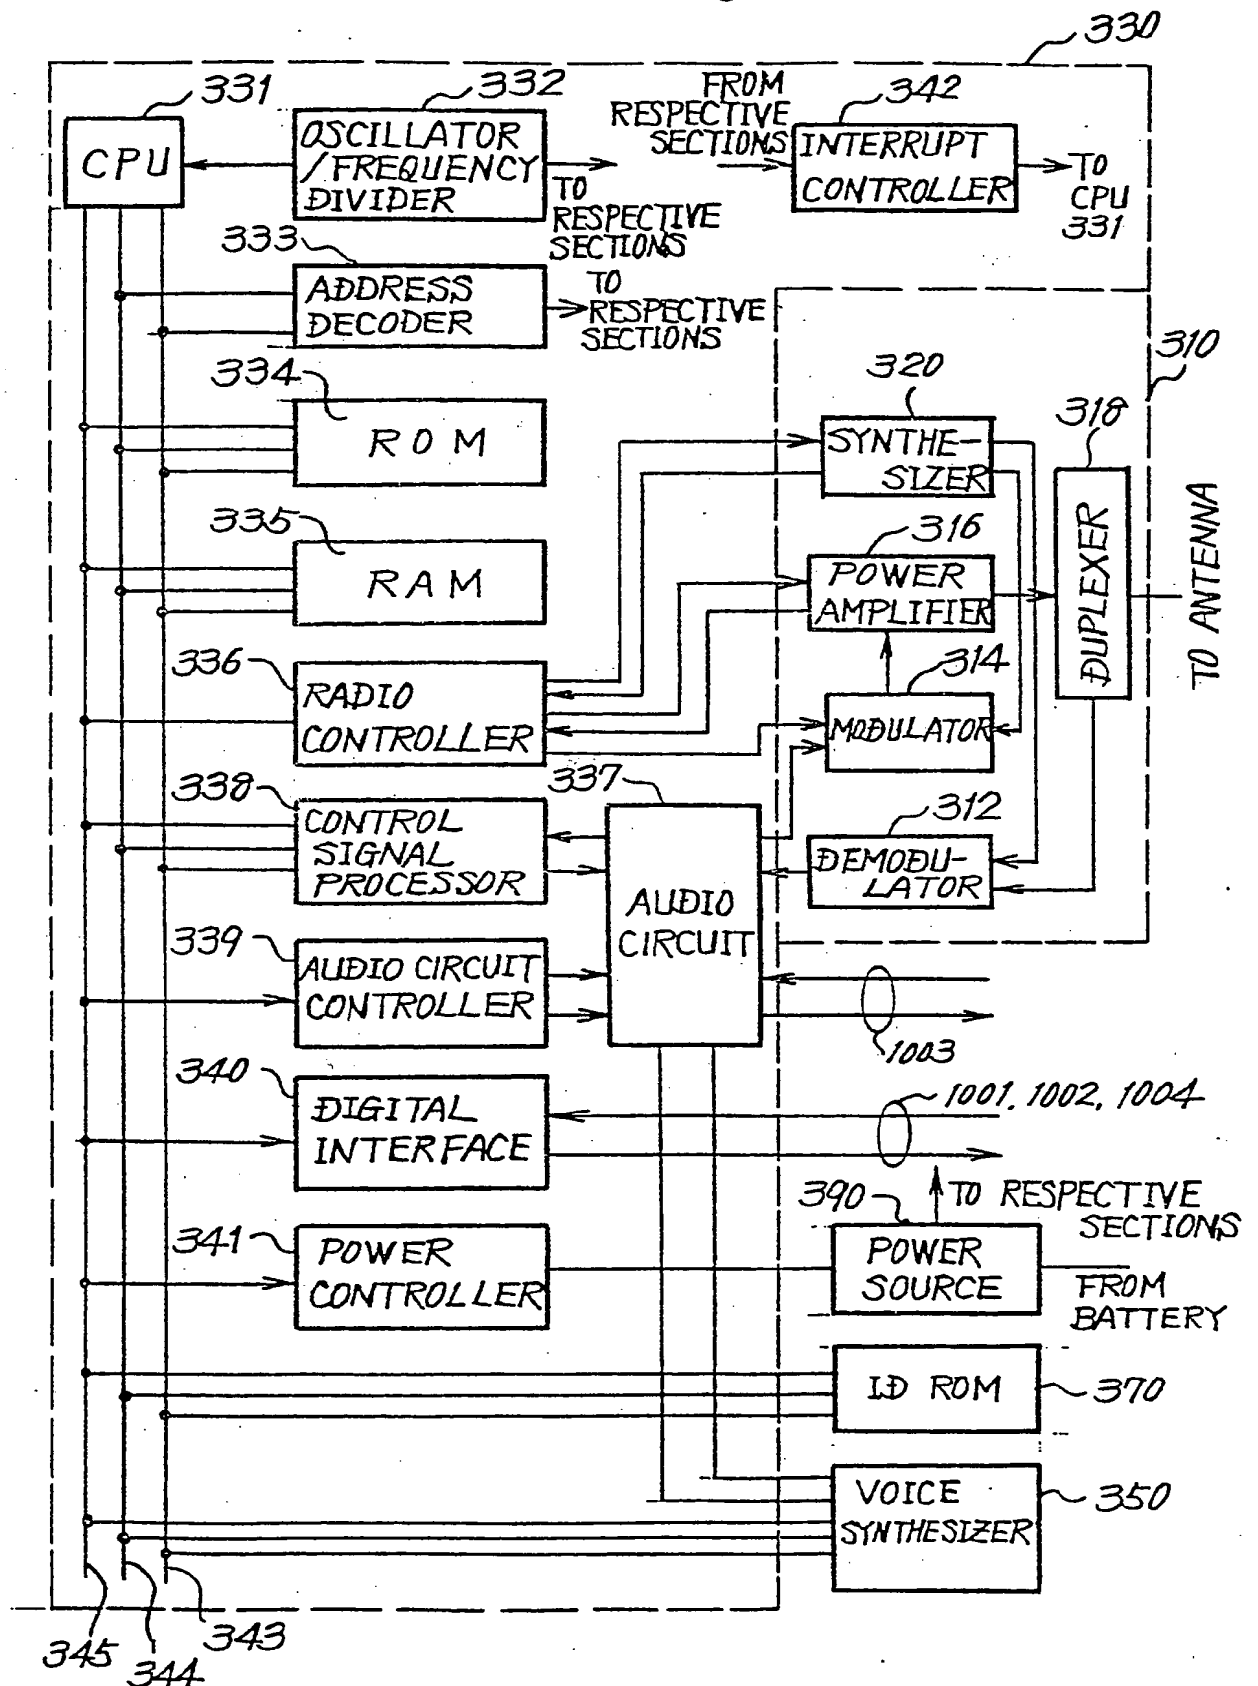 330
331
CPU
332
OSCILLATOR
/FREQUENCY
DIVIDER
TO
RESPECTIVE
SECTIONS
FROM
RESPECTIVE
SECTIONS
342
INTERRUPT
CONTROLLER
TO
CPU
331
333
ADDRESS
DECODER
TO
RESPECTIVE
SECTIONS
310
334
ROM
320
SYNTHE-
SIZER
318
DUPLEXER
TO ANTENNA
335
RAM
316
POWER
AMPLIFIER
336
RADIO
CONTROLLER
314
MODULATOR
338
CONTROL
SIGNAL
PROCESSOR
337
AUDIO
CIRCUIT
312
DEMODU-
LATOR
339
AUDIO CIRCUIT
CONTROLLER
1003
340
DIGITAL
INTERFACE
1001, 1002, 1004
341
POWER
CONTROLLER
390
TO RESPECTIVE
SECTIONS
POWER
SOURCE
FROM
BATTERY
ID ROM
370
VOICE
SYNTHESIZER
350
345
344
343